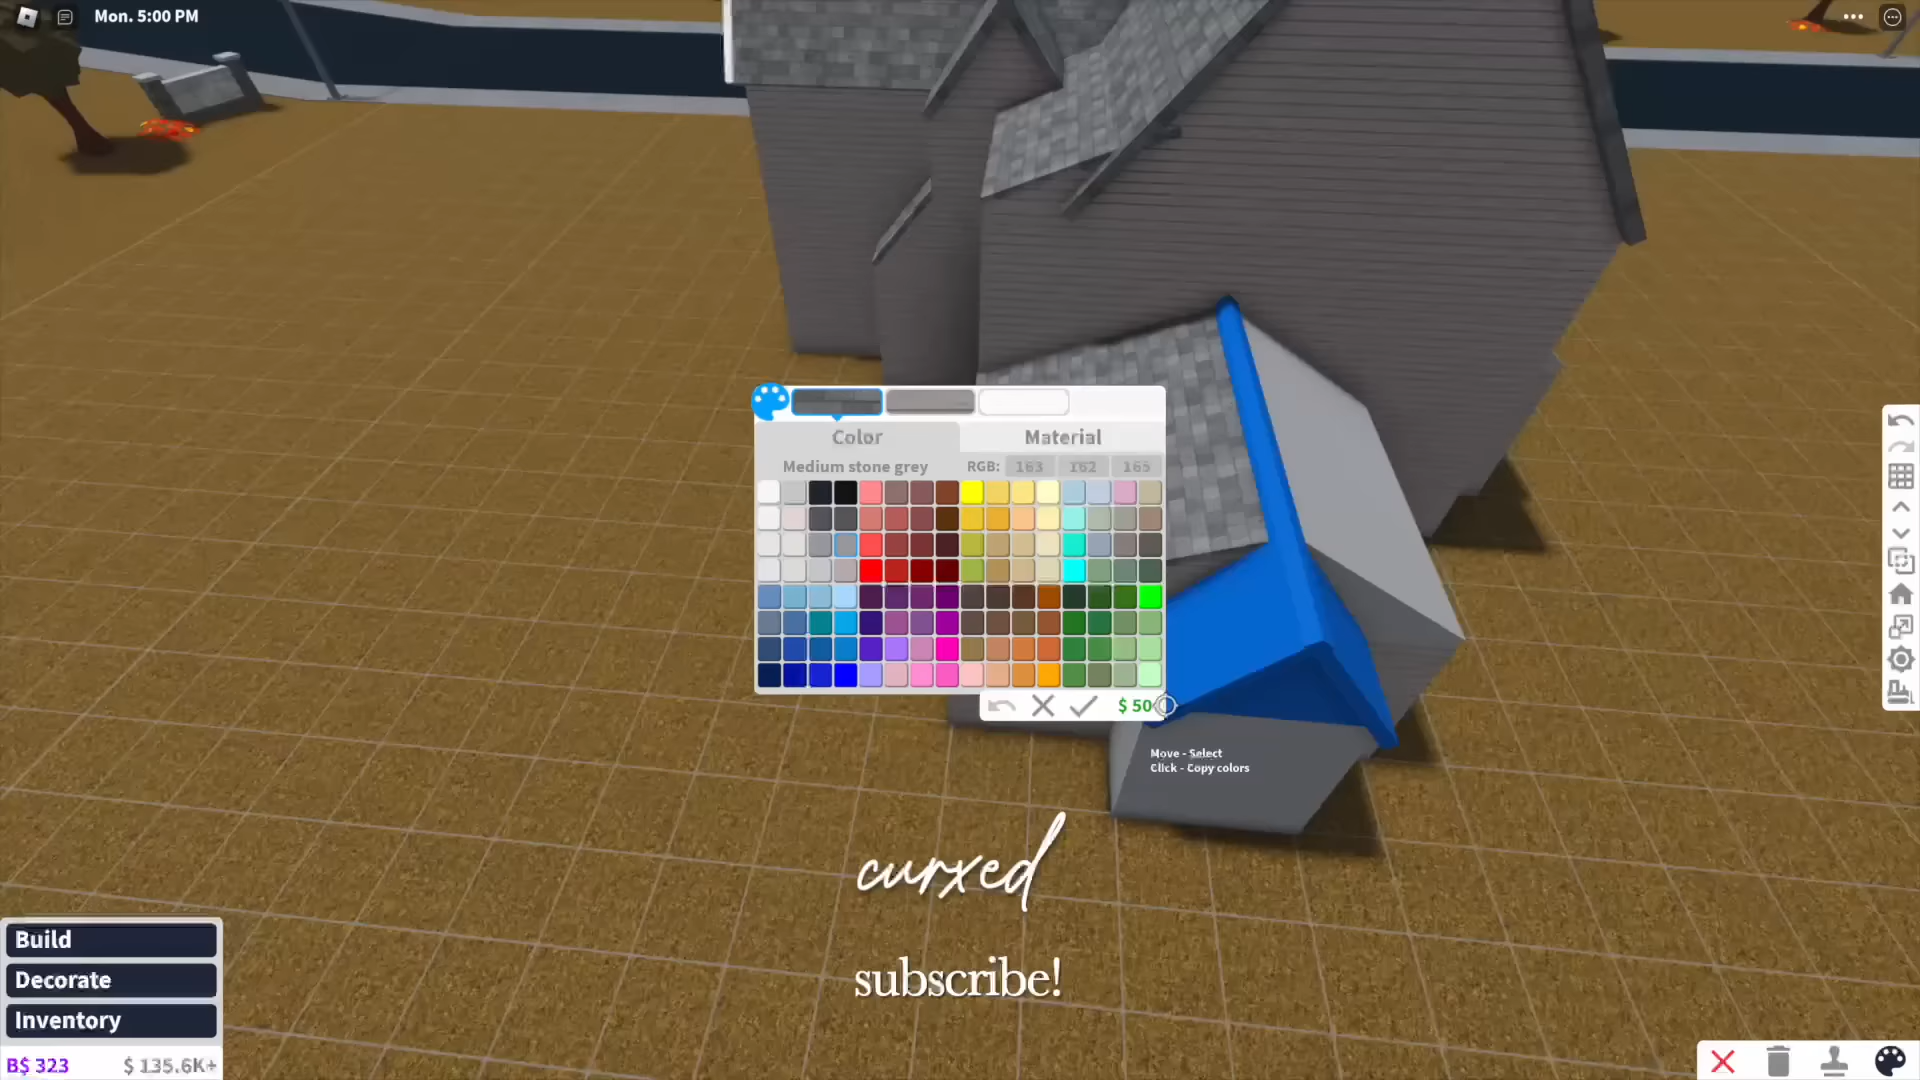 Mon. 5:00 PM
Color
Material
Medium stone grey
RGB: 163 162 165
$ 50
Move - Select
Click - Copy colors
curxed
subscribe!
Build
Decorate
Inventory
B$ 323
$ 135.6K+